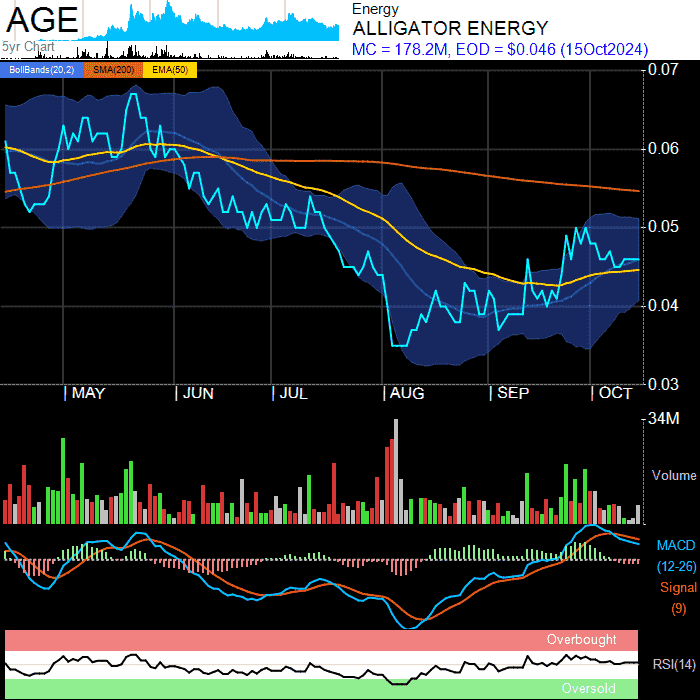 AGE
5yr Chart
Energy
ALLIGATOR ENERGY
MC = 178.2M, EOD = $0.046 (15Oct2024)
BollBands(20,2) SMA(200) EMA(50)
0.07
0.06
0.05
0.04
0.03
| MAY | JUN | JUL | AUG | SEP | OCT
34M
Volume
MACD
(12-26)
Signal
(9)
Overbought
RSI(14)
Oversold